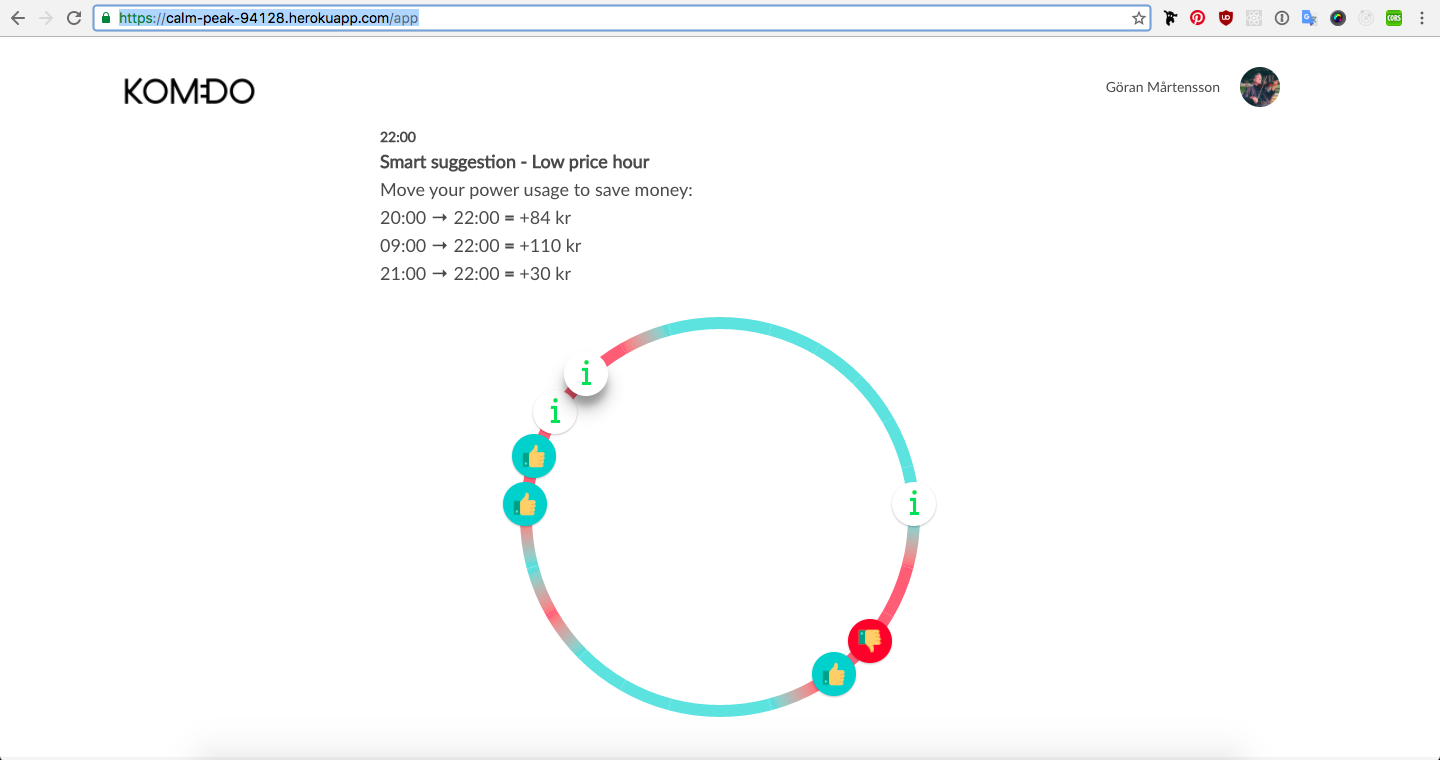 https://calm-peak-94128.herokuapp.com/app
KOM:DO
Göran Mårtensson
22:00
Smart suggestion - Low price hour
Move your power usage to save money:
20:00 → 22:00 = +84 kr
09:00 → 22:00 = +110 kr
21:00 → 22:00 = +30 kr
i
i
i